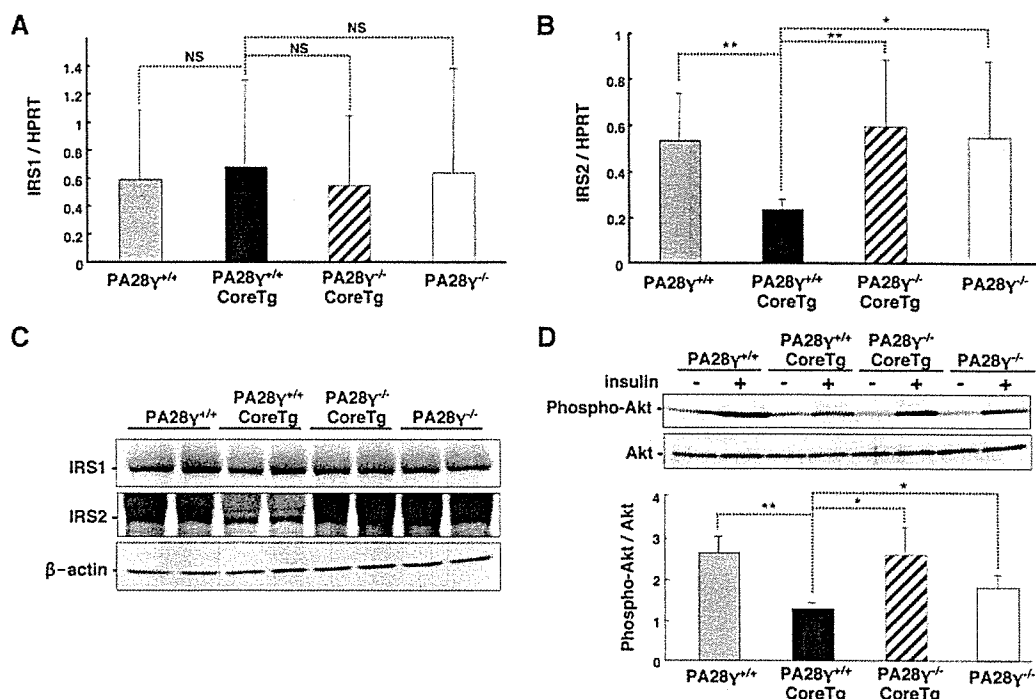 A
IRS1 / HPRT
1.4
1.2
1
0.8
0.6
0.4
0.2
0
NS
NS
NS
PA28γ+/+
PA28γ+/+
CoreTg
PA28γ-/-
CoreTg
PA28γ-/-
B
IRS2 / HPRT
1
0.8
0.6
0.4
0.2
0
*
**
**
PA28γ+/+
PA28γ+/+
CoreTg
PA28γ-/-
CoreTg
PA28γ-/-
C
PA28γ+/+
PA28γ+/+
CoreTg
PA28γ-/-
CoreTg
PA28γ-/-
IRS1 -
IRS2 -
β-actin -
D
PA28γ+/+
PA28γ+/+
CoreTg
PA28γ-/-
CoreTg
PA28γ-/-
insulin - + - + - + - +
Phospho-Akt -
Akt -
Phospho-Akt / Akt
4
3
2
1
0
*
**
*
PA28γ+/+
PA28γ+/+
CoreTg
PA28γ-/-
CoreTg
PA28γ-/-